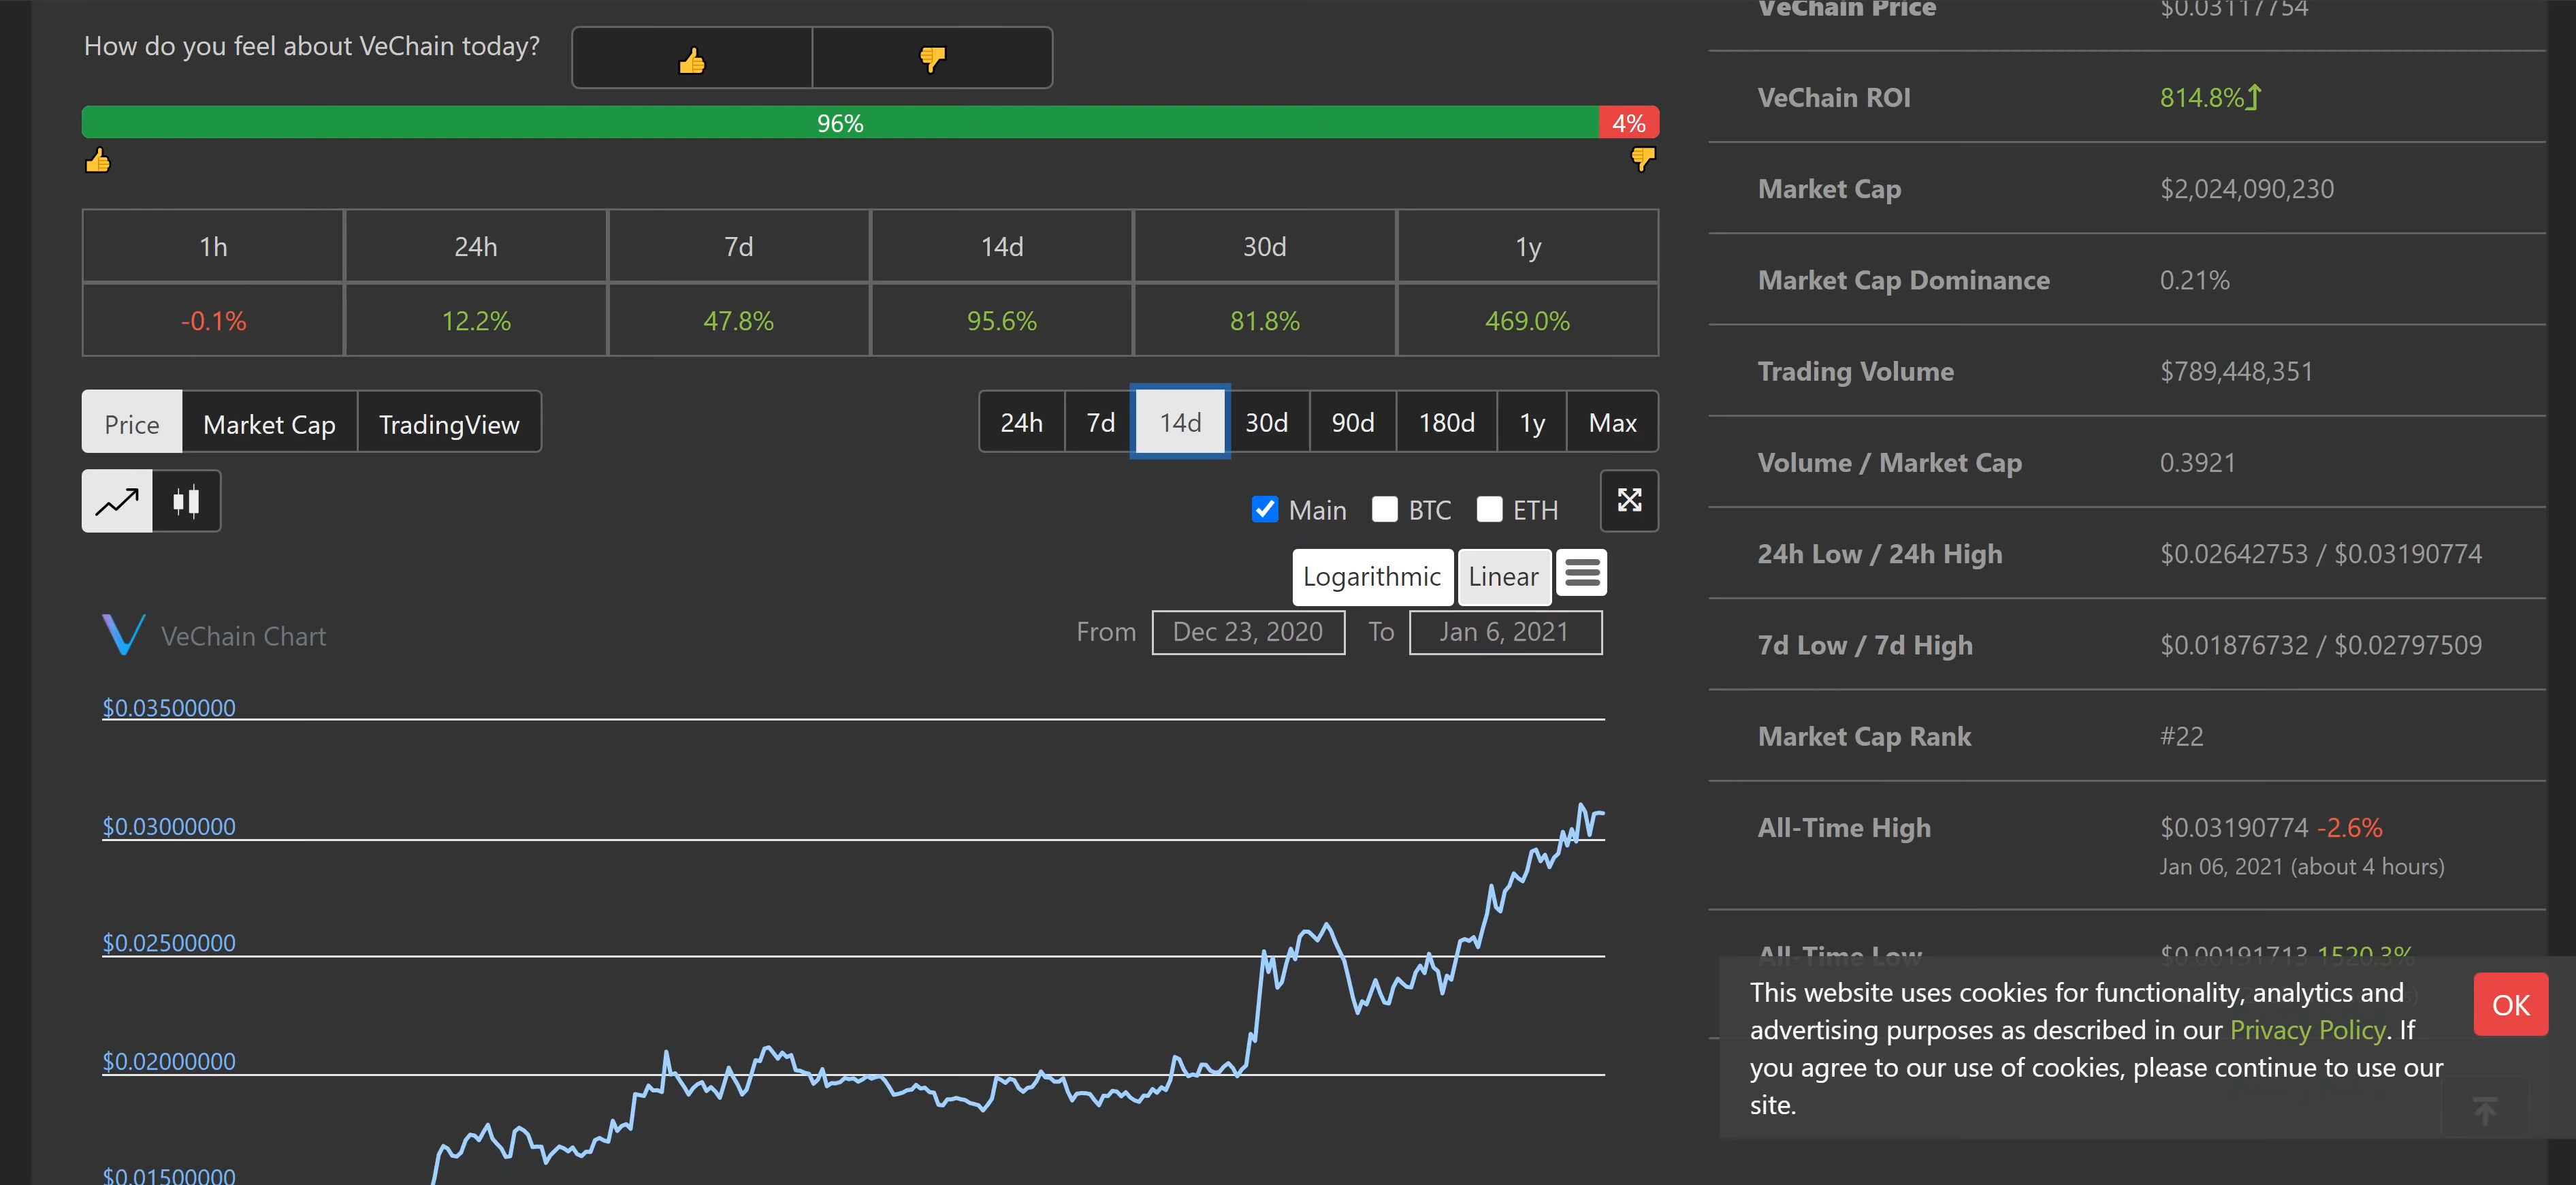 How do you feel about VeChain today?
96%
4%
1h 24h 7d 14d 30d 1y
-0.1% 12.2% 47.8% 95.6% 81.8% 469.0%
Price Market Cap TradingView
24h 7d 14d 30d 90d 180d 1y Max
Main BTC ETH
Logarithmic Linear
VeChain Chart
From Dec 23, 2020 To Jan 6, 2021
$0.03500000
$0.03000000
$0.02500000
$0.02000000
$0.01500000
VeChain Price $0.03117754
VeChain ROI 814.8%
Market Cap $2,024,090,230
Market Cap Dominance 0.21%
Trading Volume $789,448,351
Volume / Market Cap 0.3921
24h Low / 24h High $0.02642753 / $0.03190774
7d Low / 7d High $0.01876732 / $0.02797509
Market Cap Rank #22
All-Time High $0.03190774 -2.6%
Jan 06, 2021 (about 4 hours)
All-Time Low $0.00191713 1520.3%
This website uses cookies for functionality, analytics and
advertising purposes as described in our Privacy Policy. If
you agree to our use of cookies, please continue to use our
site.
OK